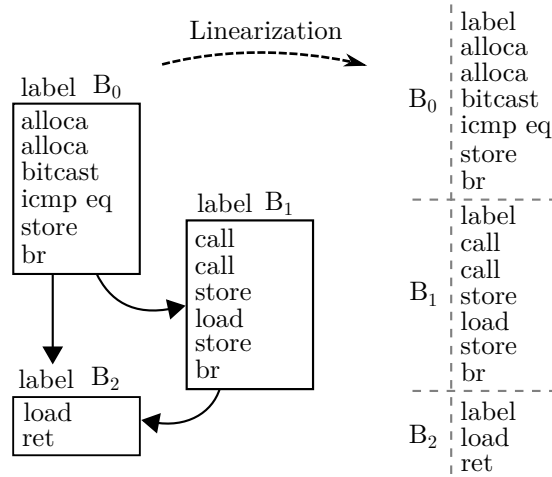 Linearization
label B0
alloca
alloca
bitcast
icmp eq
store
br
label B1
call
call
store
load
store
br
label B2
load
ret
B0
label
alloca
alloca
bitcast
icmp eq
store
br
B1
label
call
call
store
load
store
br
B2
label
load
ret